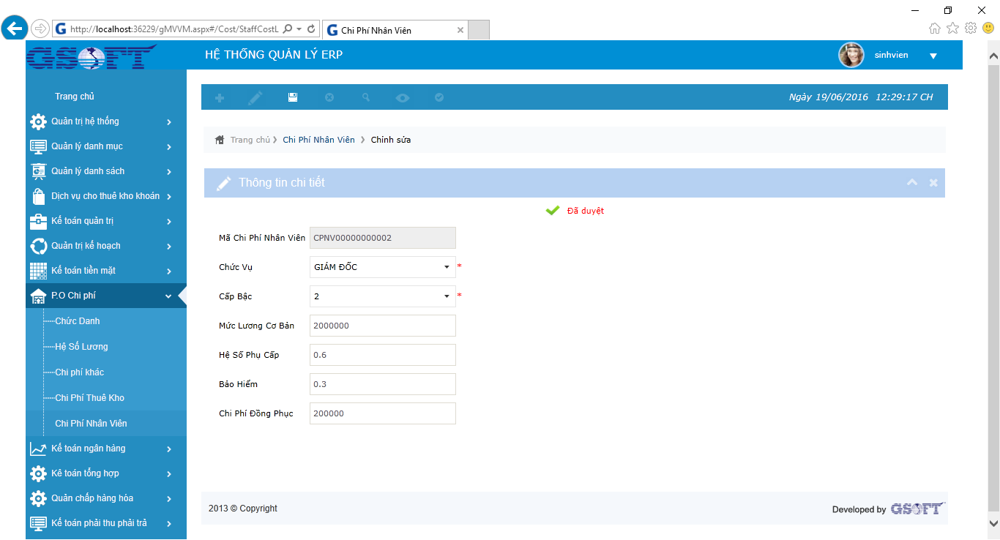 http://localhost:36229/gMVVM.aspx#/Cost/StaffCostL
Chi Phí Nhân Viên
GSOFT
HỆ THỐNG QUẢN LÝ ERP
sinhvien
Ngày 19/06/2016 12:29:17 CH
Trang chủ
Quản trị hệ thống
Quản lý danh mục
Quản lý danh sách
Dịch vụ cho thuê kho khoán
Kế toán quản trị
Quản trị kế hoạch
Kế toán tiền mặt
P.O Chi phí
Chức Danh
Hệ Số Lương
Chi phí khác
Chi Phí Thuê Kho
Chi Phí Nhân Viên
Kế toán ngân hàng
Kế toán tổng hợp
Quản chấp hàng hóa
Kế toán phải thu phải trả
Trang chủ Chi Phí Nhân Viên Chỉnh sửa
Thông tin chi tiết
Đã duyệt
Mã Chi Phí Nhân Viên CPNV00000000002
Chức Vụ GIÁM ĐỐC *
Cấp Bậc 2 *
Mức Lương Cơ Bản 2000000
Hệ Số Phụ Cấp 0.6
Bảo Hiểm 0.3
Chi Phí Đồng Phục 200000
2013 © Copyright
Developed by GSOFT